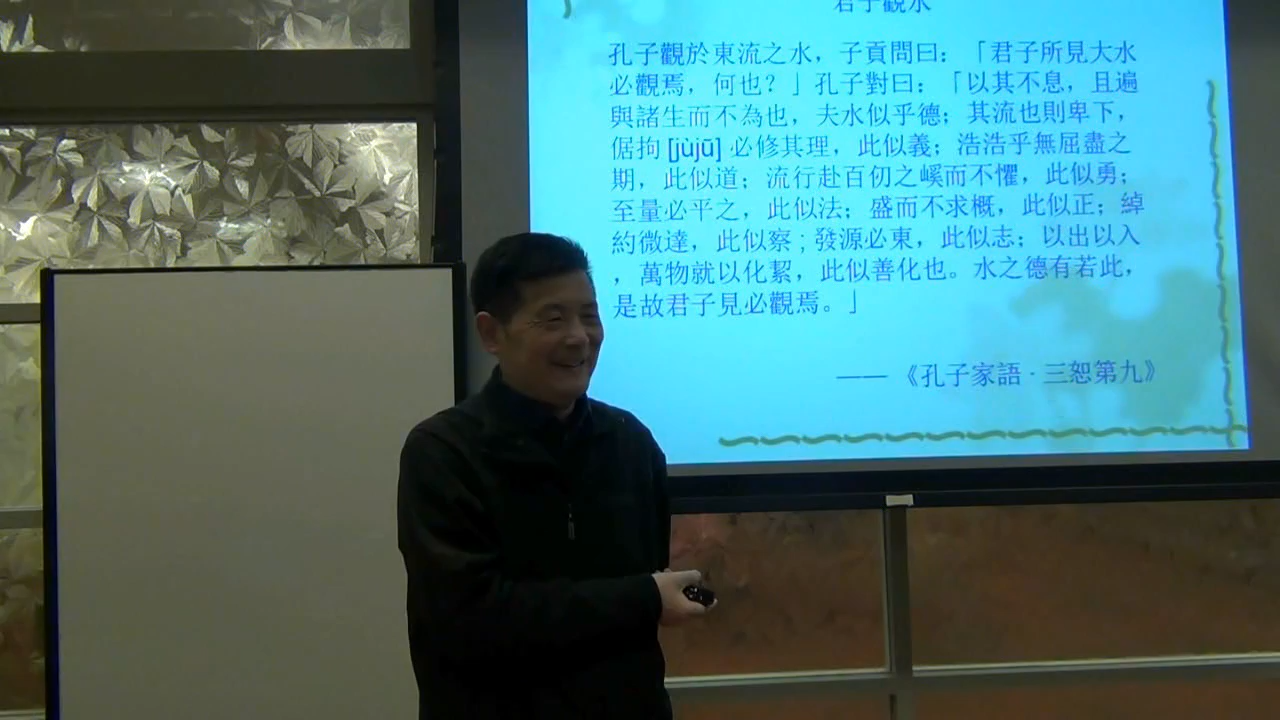 君子觀水
孔子觀於東流之水，子貢問曰：「君子所見大水
必觀焉，何也？」孔子對曰：「以其不息，且遍
與諸生而不為也，夫水似乎德；其流也則卑下，
倨拘 [jùjū] 必修其理，此似義；浩浩乎無屈盡之
期，此似道；流行赴百仞之嵠而不懼，此似勇；
至量必平之，此似法；盛而不求概，此似正；綽
約微達，此似察；發源必東，此似志；以出以入
，萬物就以化絜，此似善化也。水之德有若此，
是故君子見必觀焉。」
—— 《孔子家語 · 三恕第九》